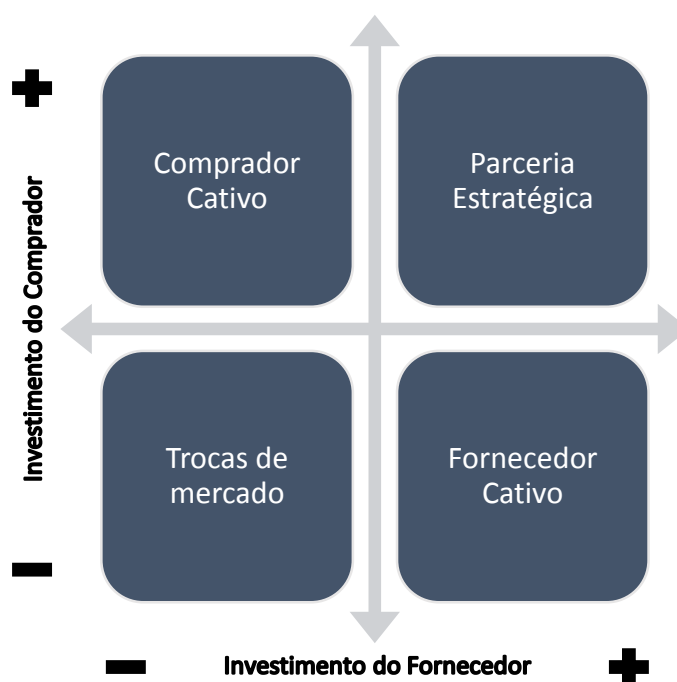 Comprador
Cativo
Parceria
Estratégica
Investimento do Comprador
Trocas de
mercado
Fornecedor
Cativo
Investimento do Fornecedor